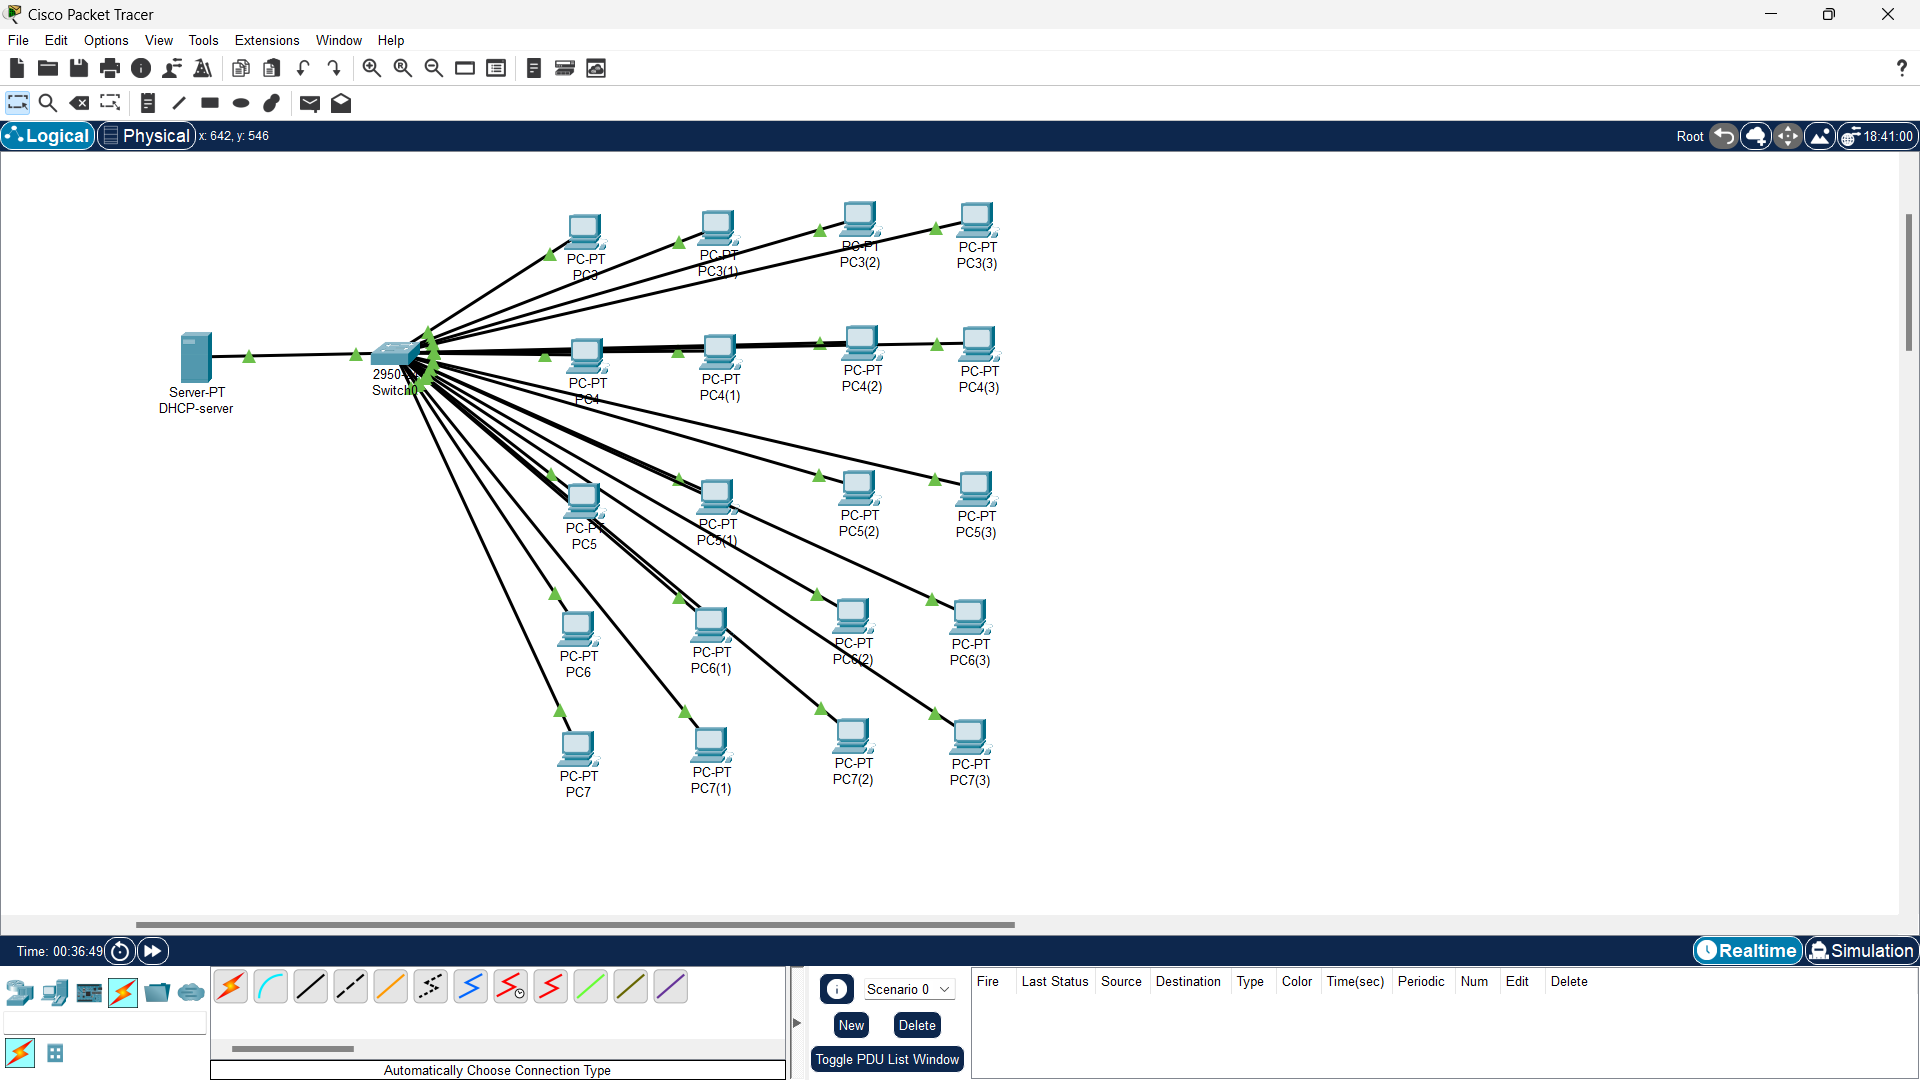 Cisco Packet Tracer
File Edit Options View Tools Extensions Window Help
Logical Physical x: 642, y: 546 Root 18:41:00
PC-PT
PC3
PC-PT
PC3(1)
PC-PT
PC3(2)
PC-PT
PC3(3)
Server-PT
DHCP-server
2950-24
Switch0
PC-PT
PC4
PC-PT
PC4(1)
PC-PT
PC4(2)
PC-PT
PC4(3)
PC-PT
PC5
PC-PT
PC5(1)
PC-PT
PC5(2)
PC-PT
PC5(3)
PC-PT
PC6
PC-PT
PC6(1)
PC-PT
PC6(2)
PC-PT
PC6(3)
PC-PT
PC7
PC-PT
PC7(1)
PC-PT
PC7(2)
PC-PT
PC7(3)
Time: 00:36:49 Realtime Simulation
Scenario 0
New Delete
Toggle PDU List Window
Fire Last Status Source Destination Type Color Time(sec) Periodic Num Edit Delete
Automatically Choose Connection Type